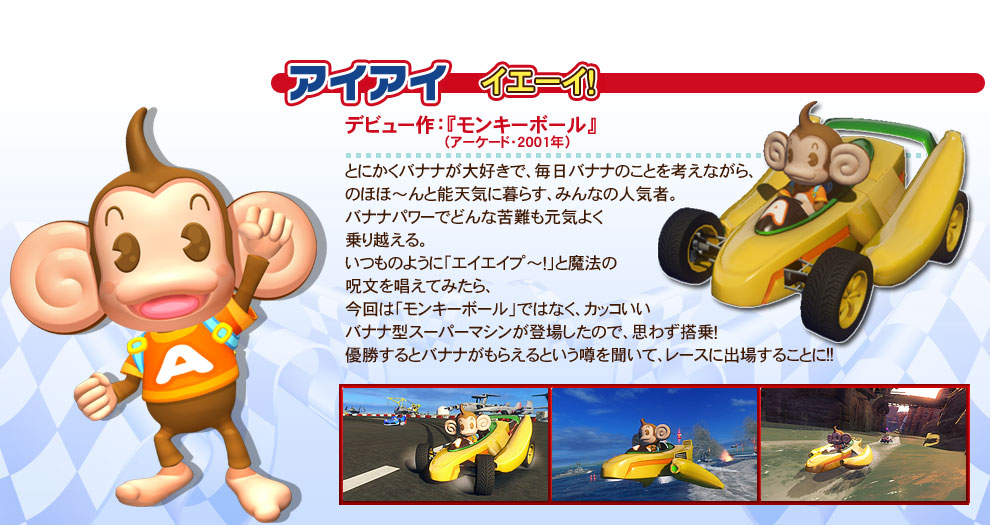 アイアイ イエーイ!
デビュー作:『モンキーボール』
(アーケード・2001年)
とにかくバナナが大好きで、毎日バナナのことを考えながら、
のほほ～んと能天気に暮らす、みんなの人気者。
バナナパワーでどんな苦難も元気よく
乗り越える。
いつものように「エイエイプ～!」と魔法の
呪文を唱えてみたら、
今回は「モンキーボール」ではなく、カッコいい
バナナ型スーパーマシンが登場したので、思わず搭乗!
優勝するとバナナがもらえるという噂を聞いて、レースに出場することに!!
A
A